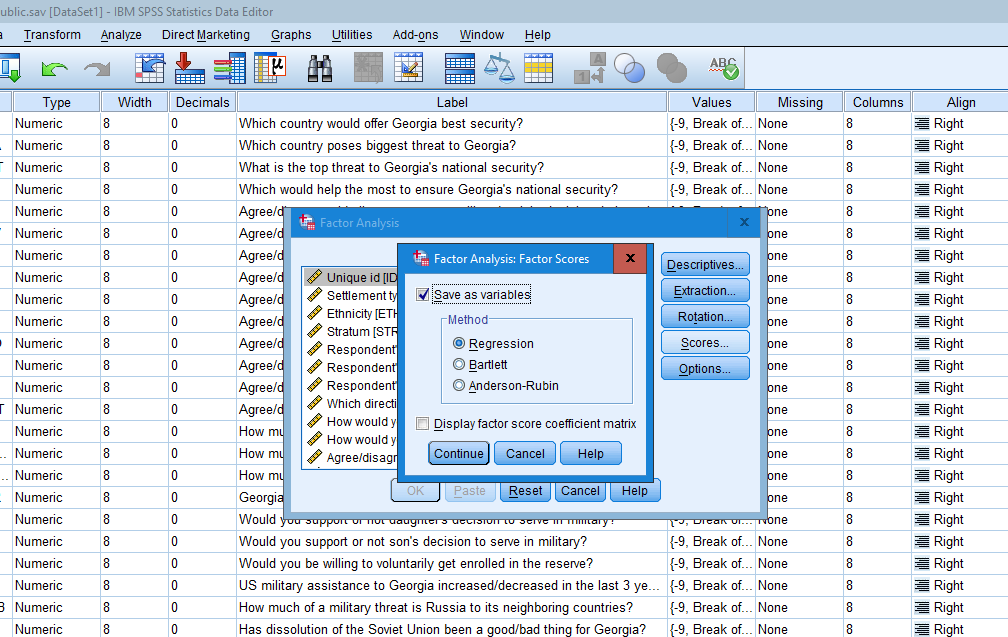 ublic.sav [DataSet1] - IBM SPSS Statistics Data Editor
Transform Analyze Direct Marketing Graphs Utilities Add-ons Window Help
Type Width Decimals Label Values Missing Columns Align
Numeric 8 0 Which country would offer Georgia best security? {-9, Break of... None 8 Right
Numeric 8 0 Which country poses biggest threat to Georgia? {-9, Break of... None 8 Right
Numeric 8 0 What is the top threat to Georgia's national security? {-9, Break of... None 8 Right
Numeric 8 0 Which would help the most to ensure Georgia's national security? {-9, Break of... None 8 Right
Numeric 8 0 Agree/d 8 Right
Numeric 8 0 Agree/d one 8 Right
Numeric 8 0 Agree/d one 8 Right
Numeric 8 0 Agree/d one 8 Right
Numeric 8 0 Agree/d one 8 Right
Numeric 8 0 Agree/d one 8 Right
Numeric 8 0 Agree/d one 8 Right
Numeric 8 0 Agree/d one 8 Right
Numeric 8 0 Agree/d one 8 Right
Numeric 8 0 Agree/d one 8 Right
Numeric 8 0 How mu one 8 Right
Numeric 8 0 How mu one 8 Right
Numeric 8 0 How mu one 8 Right
Numeric 8 0 Georgia one 8 Right
Numeric 8 0 Would you support or not daughter's decision to serve in military? {-9, Break of... None 8 Right
Numeric 8 0 Would you support or not son's decision to serve in military? {-9, Break of... None 8 Right
Numeric 8 0 Would you be willing to voluntarily get enrolled in the reserve? {-9, Break of... None 8 Right
Numeric 8 0 US military assistance to Georgia increased/decreased in the last 3 ye... {-9, Break of... None 8 Right
B Numeric 8 0 How much of a military threat is Russia to its neighboring countries? {-9, Break of... None 8 Right
Numeric 8 0 Has dissolution of the Soviet Union been a good/bad thing for Georgia? {-9, Break of... None 8 Right
Factor Analysis x
Unique id [ID
Settlement ty
Ethnicity [ETH
Stratum [STR
Respondent'
Respondent'
Respondent'
Which directi
How would y
How would y
Agree/disagr
Descriptives...
Extraction...
Rotation...
Scores...
Options...
OK Paste Reset Cancel Help
Factor Analysis: Factor Scores x
Save as variables
Method
Regression
Bartlett
Anderson-Rubin
Display factor score coefficient matrix
Continue Cancel Help